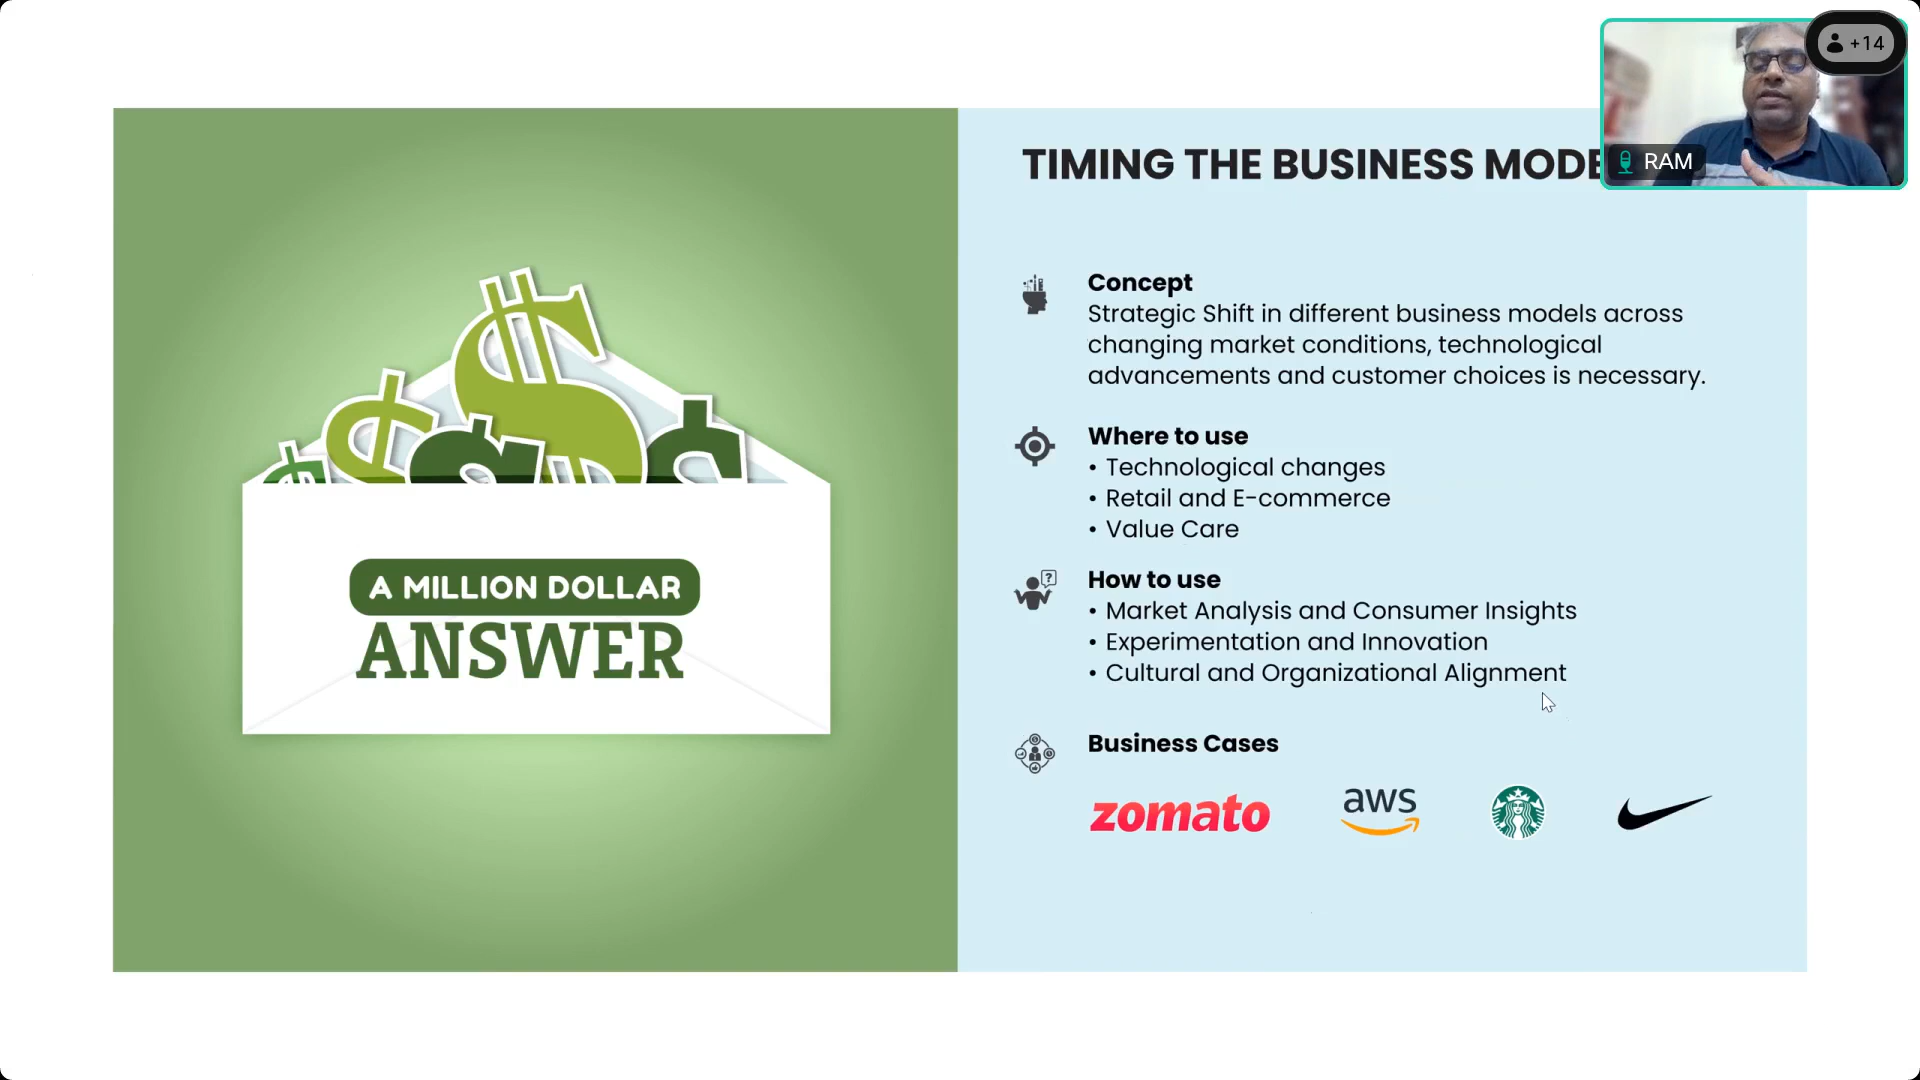 +14
RAM
TIMING THE BUSINESS MODE
Concept
Strategic Shift in different business models across
changing market conditions, technological
advancements and customer choices is necessary.
Where to use
• Technological changes
• Retail and E-commerce
• Value Care
How to use
• Market Analysis and Consumer Insights
• Experimentation and Innovation
• Cultural and Organizational Alignment
Business Cases
zomato
aws
A MILLION DOLLAR
ANSWER